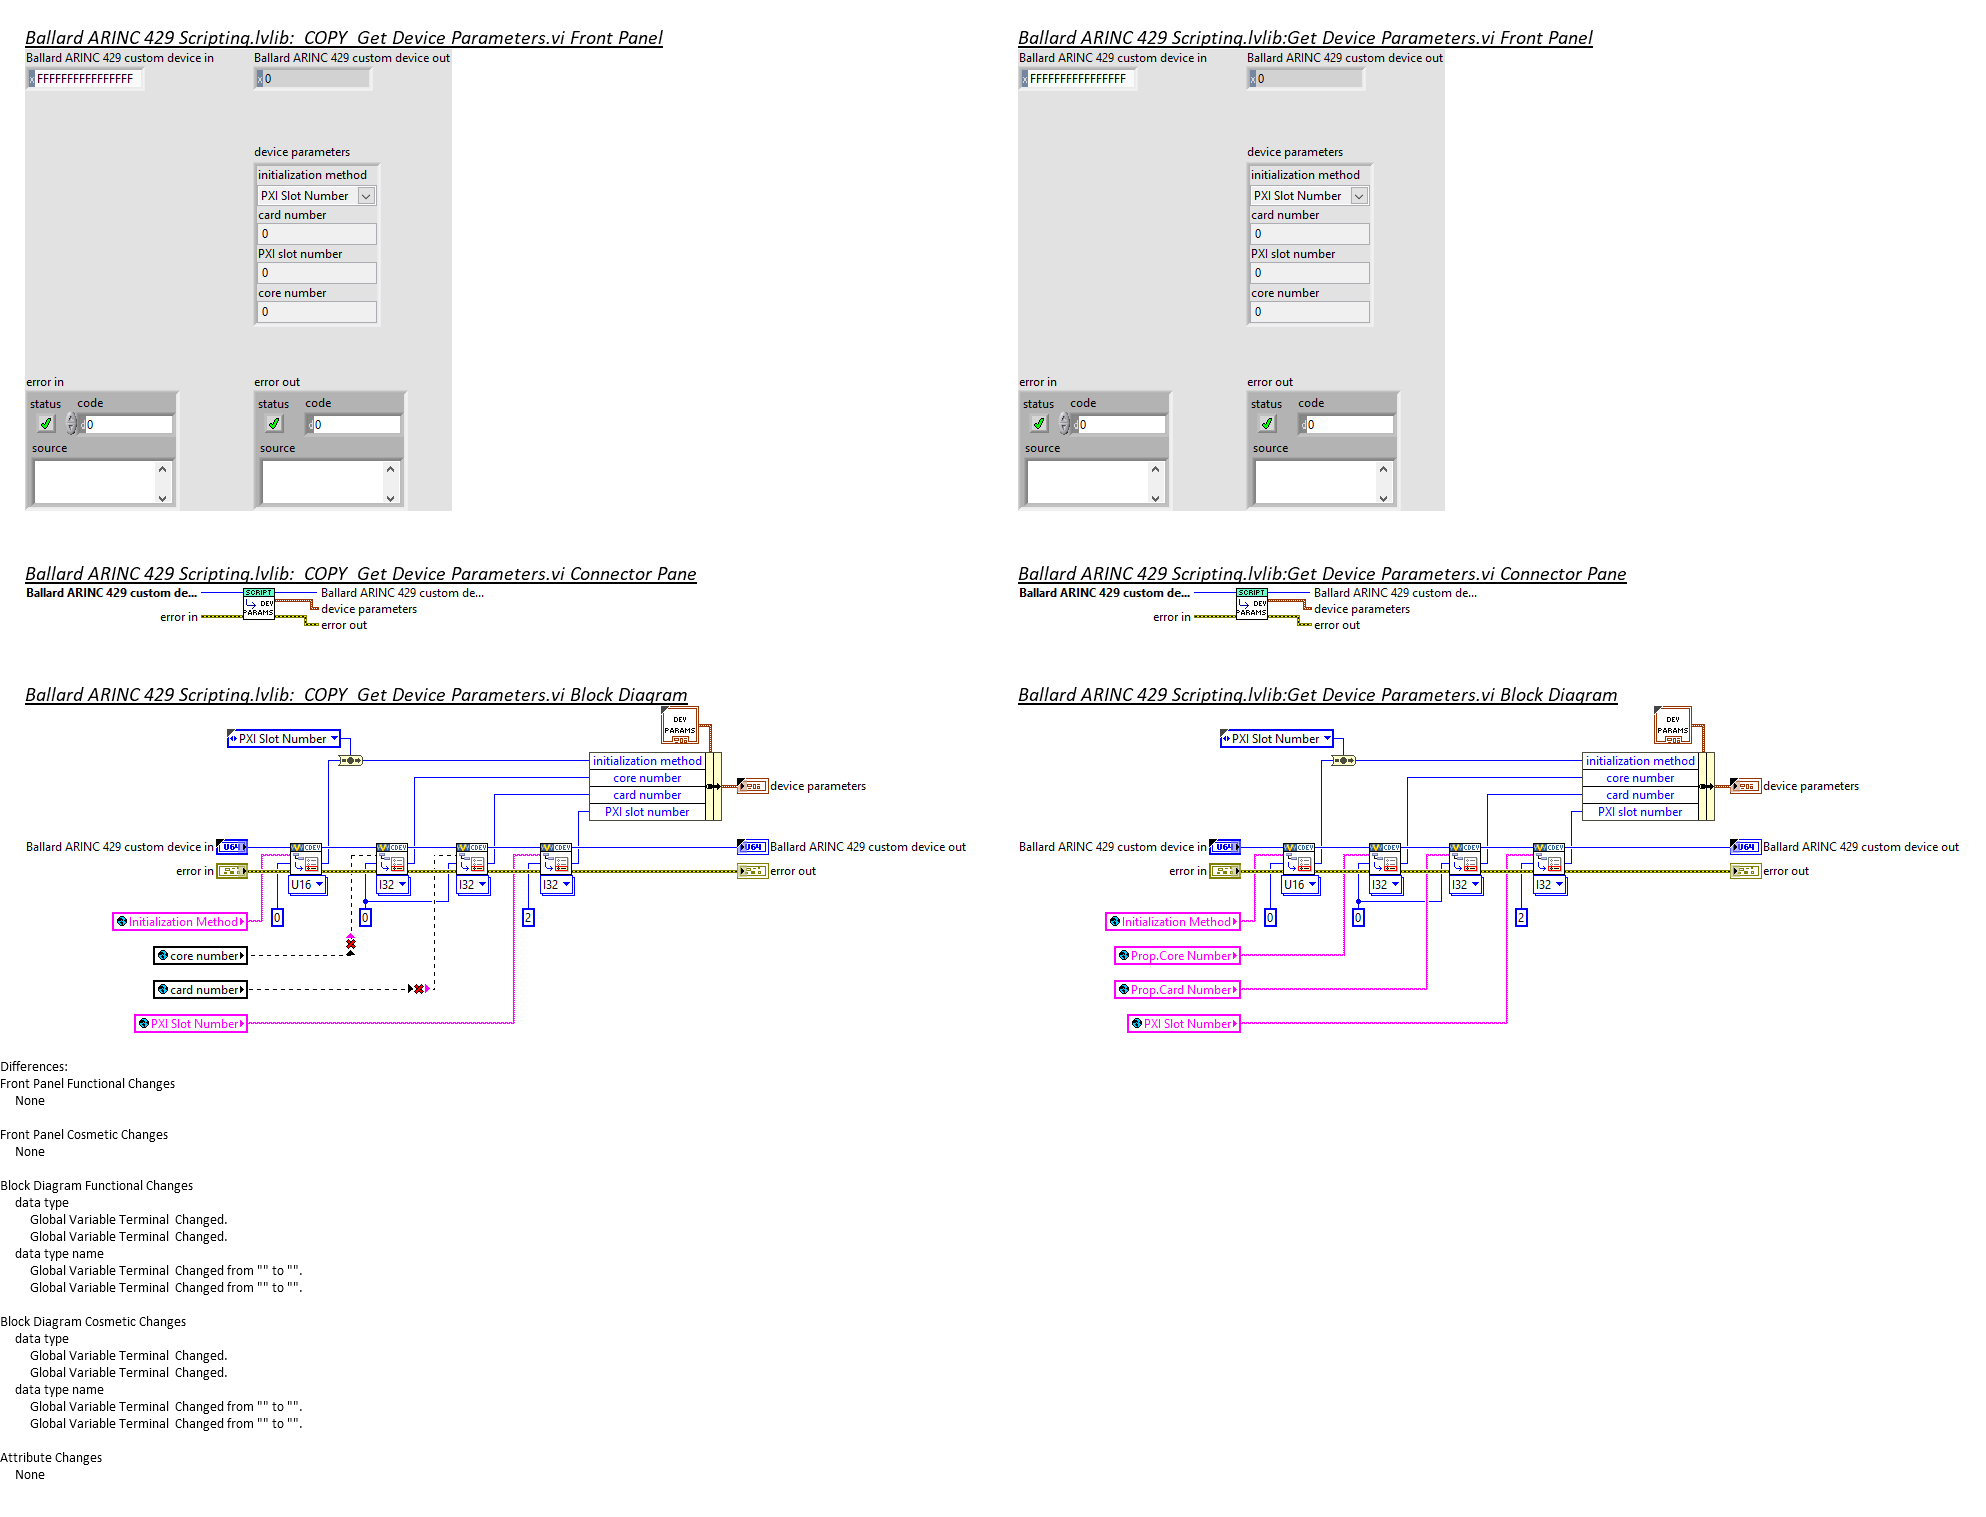 Ballard ARINC 429 Scripting.lvlib:_COPY_Get Device Parameters.vi Front Panel
Ballard ARINC 429 custom device in
Ballard ARINC 429 custom device out
x FFFFFFFFFFFFFFFF
x 0
device parameters
initialization method
PXI Slot Number
card number
0
PXI slot number
0
core number
0
error in
error out
status code
d 0
source
status code
d 0
source
Ballard ARINC 429 Scripting.lvlib:Get Device Parameters.vi Front Panel
Ballard ARINC 429 custom device in
Ballard ARINC 429 custom device out
x FFFFFFFFFFFFFFFF
x 0
device parameters
initialization method
PXI Slot Number
card number
0
PXI slot number
0
core number
0
error in
error out
status code
d 0
source
status code
d 0
source
Ballard ARINC 429 Scripting.lvlib:_COPY_Get Device Parameters.vi Connector Pane
Ballard ARINC 429 custom de...
error in
SCRIPT
DEV
PARAMS
Ballard ARINC 429 custom de...
device parameters
error out
Ballard ARINC 429 Scripting.lvlib:Get Device Parameters.vi Connector Pane
Ballard ARINC 429 custom de...
error in
SCRIPT
DEV
PARAMS
Ballard ARINC 429 custom de...
device parameters
error out
Ballard ARINC 429 Scripting.lvlib:_COPY_Get Device Parameters.vi Block Diagram
DEV
PARAMS
PXI Slot Number
initialization method
core number
card number
PXI slot number
device parameters
Ballard ARINC 429 custom device in
U64
CDEV
CDEV
CDEV
CDEV
U64
Ballard ARINC 429 custom device out
error in
error out
U16
I32
I32
I32
0
0
2
Initialization Method
core number
card number
PXI Slot Number
Ballard ARINC 429 Scripting.lvlib:Get Device Parameters.vi Block Diagram
DEV
PARAMS
PXI Slot Number
initialization method
core number
card number
PXI slot number
device parameters
Ballard ARINC 429 custom device in
U64
CDEV
CDEV
CDEV
CDEV
U64
Ballard ARINC 429 custom device out
error in
error out
U16
I32
I32
I32
0
0
2
Initialization Method
Prop.Core Number
Prop.Card Number
PXI Slot Number
Differences:
Front Panel Functional Changes
None
Front Panel Cosmetic Changes
None
Block Diagram Functional Changes
data type
Global Variable Terminal  Changed.
Global Variable Terminal  Changed.
data type name
Global Variable Terminal  Changed from "" to "".
Global Variable Terminal  Changed from "" to "".
Block Diagram Cosmetic Changes
data type
Global Variable Terminal  Changed.
Global Variable Terminal  Changed.
data type name
Global Variable Terminal  Changed from "" to "".
Global Variable Terminal  Changed from "" to "".
Attribute Changes
None